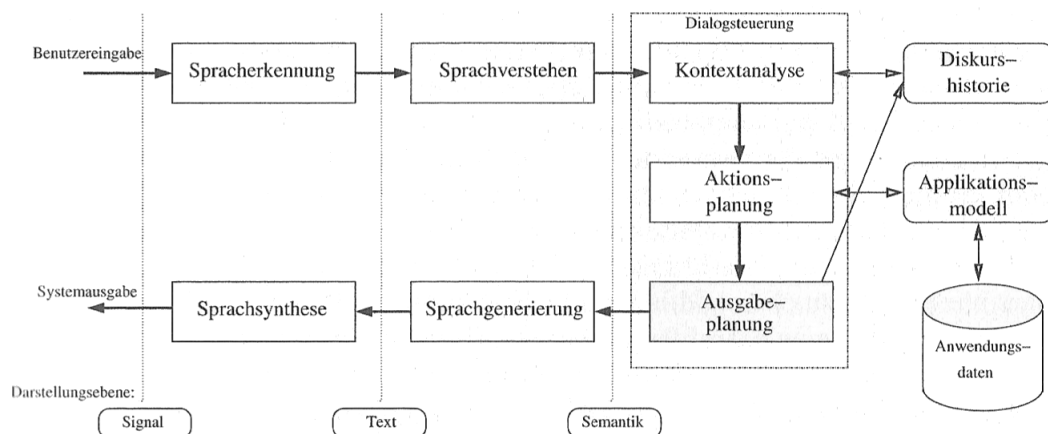 Dialogsteuerung
Benutzereingabe
Spracherkennung
Sprachverstehen
Kontextanalyse
Diskurs–
historie
Aktions–
planung
Applikations–
modell
Systemausgabe
Sprachsynthese
Sprachgenerierung
Ausgabe–
planung
Anwendungs–
daten
Darstellungsebene:
Signal
Text
Semantik